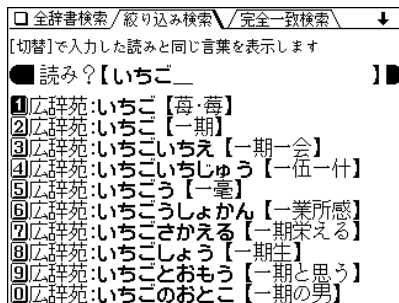 全辞書検索 絞り込み検索 完全一致検索 ↓
[切替]で入力した読みと同じ言葉を表示します
読み?【いちご__ 】
1広辞苑:いちご【苺・莓】
2広辞苑:いちご【一期】
3広辞苑:いちごいちえ【一期一会】
4広辞苑:いちごいちじゅう【一伍一什】
5広辞苑:いちごう【一毫】
6広辞苑:いちごうしょかん【一業所感】
7広辞苑:いちごさかえる【一期栄える】
8広辞苑:いちごしょう【一期生】
9広辞苑:いちごとおもう【一期と思う】
0広辞苑:いちごのおとこ【一期の男】